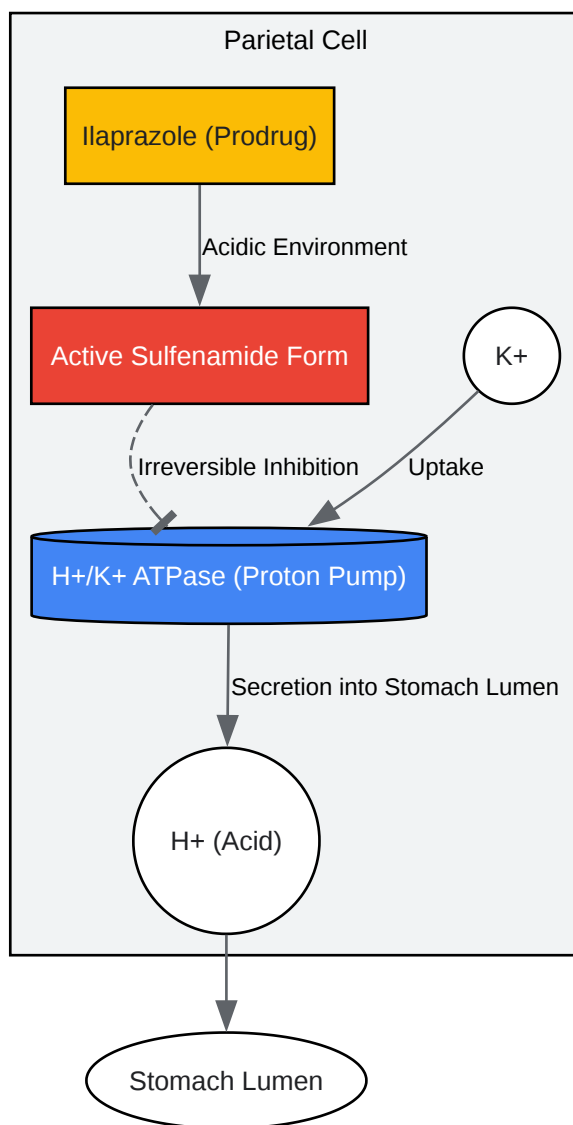 Parietal Cell
Ilaprazole (Prodrug)
Acidic Environment
Active Sulfenamide Form
K+
Irreversible Inhibition
Uptake
H+/K+ ATPase (Proton Pump)
Secretion into Stomach Lumen
H+ (Acid)
Stomach Lumen